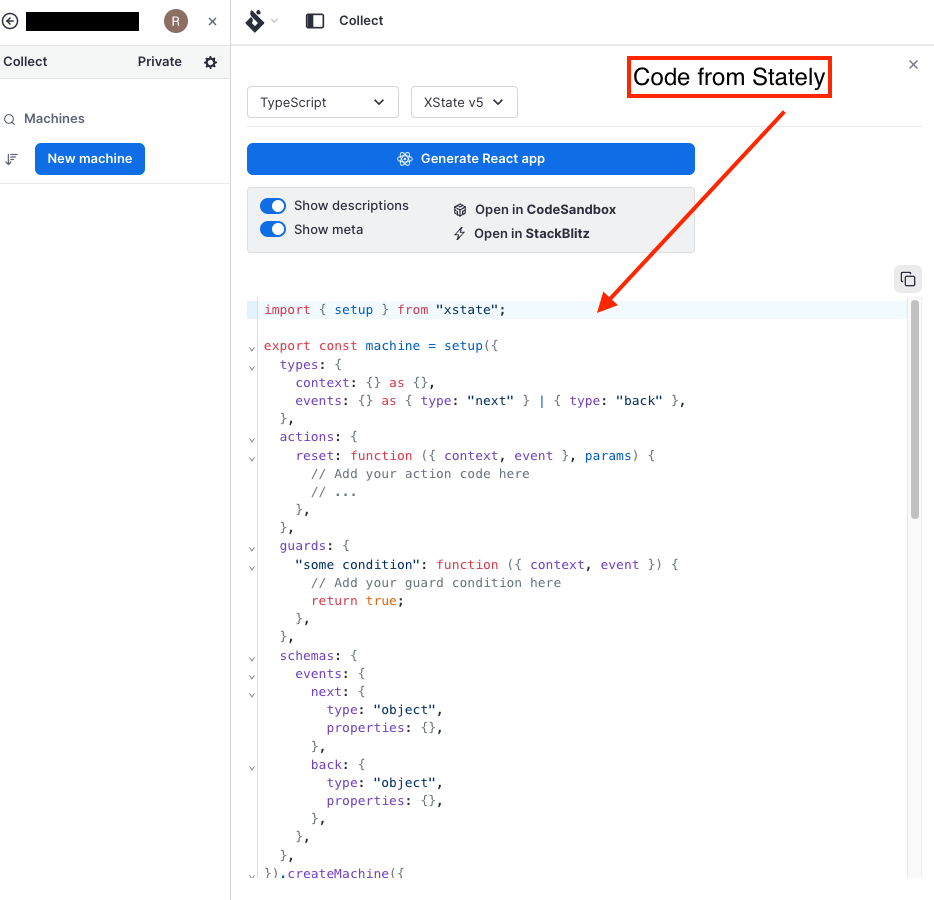 R
Collect
Private
Machines
New machine
Collect
Code from Stately
TypeScript
XState v5
Generate React app
Show descriptions
Show meta
Open in CodeSandbox
Open in StackBlitz
import { setup } from "xstate";
export const machine = setup({
  types: {
    context: {} as {},
    events: {} as { type: "next" } | { type: "back" },
  },
  actions: {
    reset: function ({ context, event }, params) {
      // Add your action code here
      // ...
    },
  },
  guards: {
    "some condition": function ({ context, event }) {
      // Add your guard condition here
      return true;
    },
  },
  schemas: {
    events: {
      next: {
        type: "object",
        properties: {},
      },
      back: {
        type: "object",
        properties: {},
      },
    },
  },
}).createMachine({